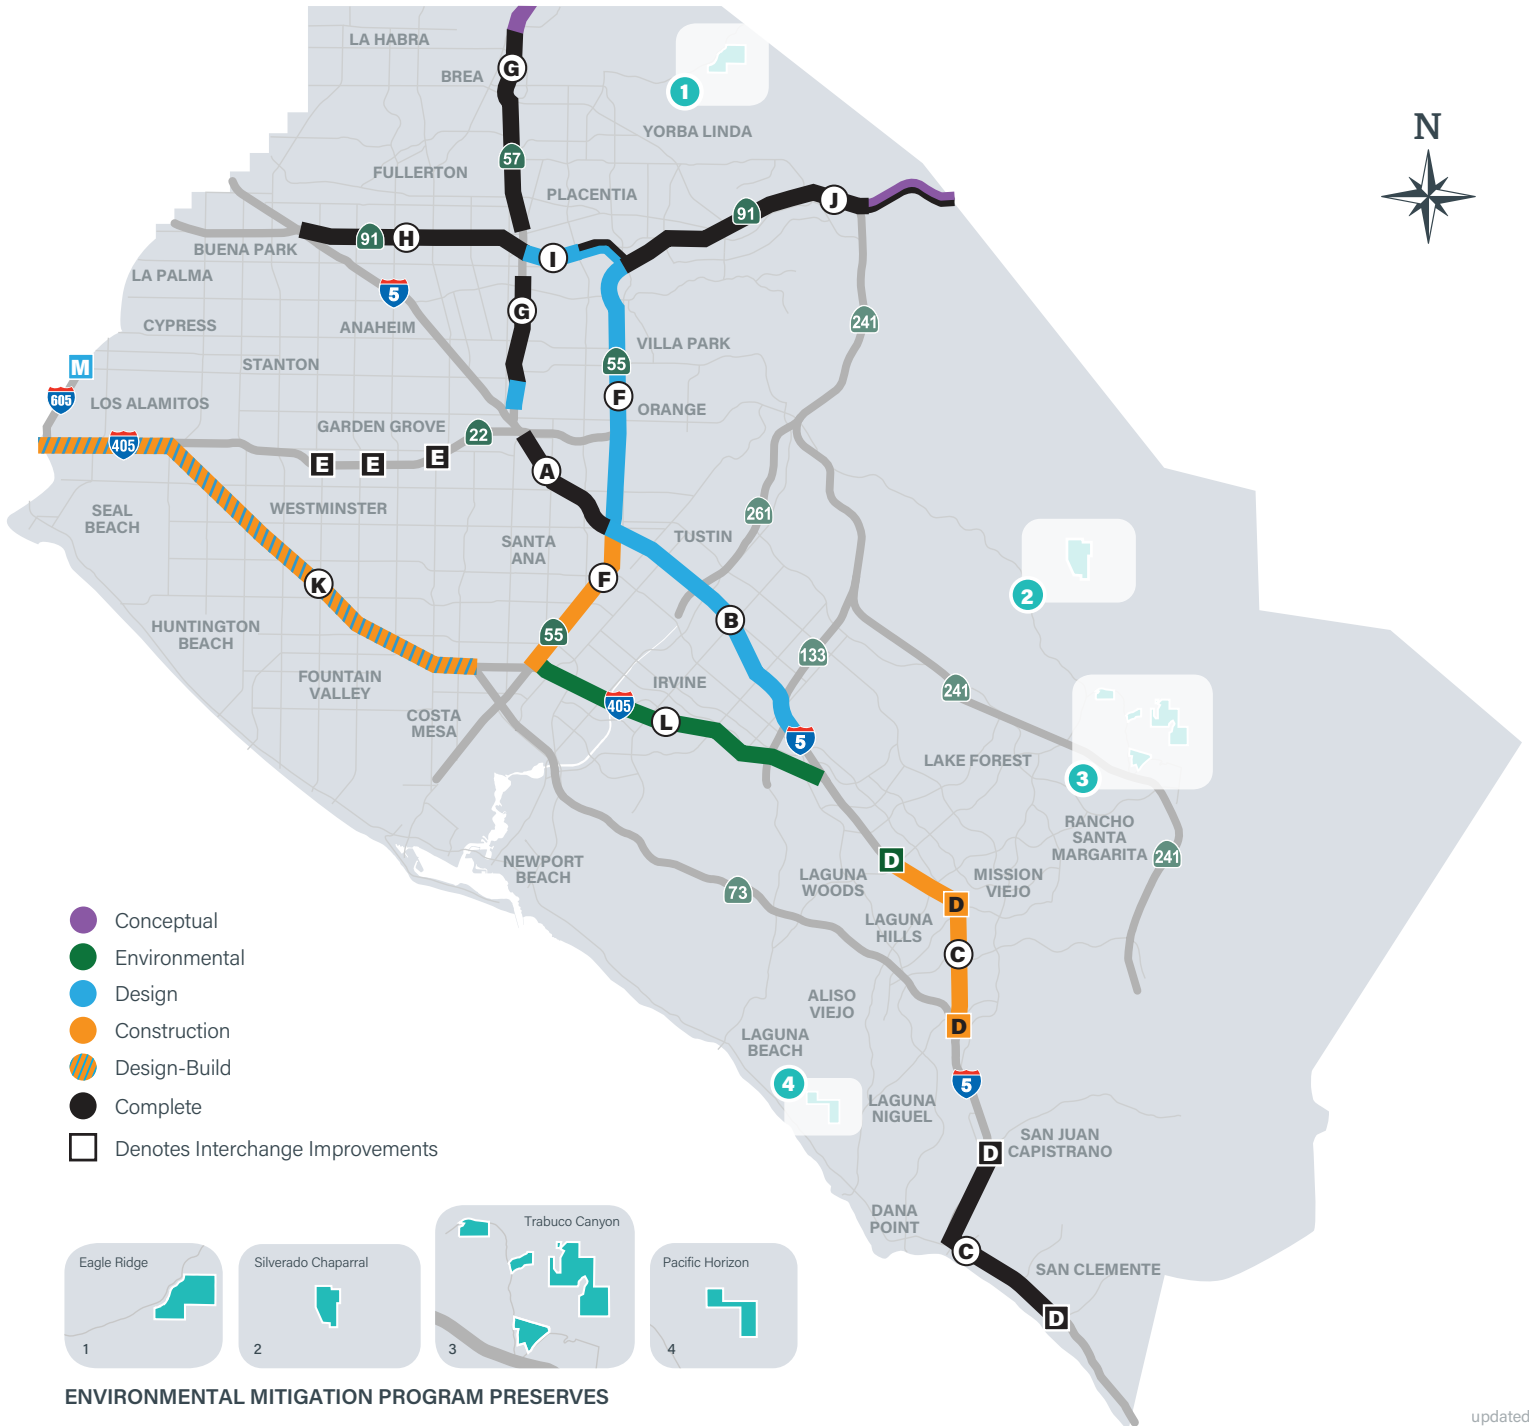 LA HABRA
G
BREA
1
YORBA LINDA
N
57
FULLERTON
PLACENTIA
J
91
91
H
BUENA PARK
I
LA PALMA
5
G
CYPRESS
ANAHEIM
241
VILLA PARK
STANTON
55
M
605
LOS ALAMITOS
F
ORANGE
GARDEN GROVE
22
405
E
E
E
A
WESTMINSTER
SEAL
BEACH
261
TUSTIN
SANTA
ANA
K
F
2
B
HUNTINGTON
BEACH
55
133
FOUNTAIN
VALLEY
IRVINE
405
L
241
COSTA
MESA
5
LAKE FOREST
3
RANCHO
SANTA
MARGARITA
241
NEWPORT
BEACH
73
LAGUNA
WOODS
D
MISSION
VIEJO
D
LAGUNA
HILLS
C
ALISO
VIEJO
D
LAGUNA
BEACH
4
5
LAGUNA
NIGUEL
D
SAN JUAN
CAPISTRANO
DANA
POINT
C
SAN CLEMENTE
D
Conceptual
Environmental
Design
Construction
Design-Build
Complete
Denotes Interchange Improvements
Eagle Ridge
1
Silverado Chaparral
2
Trabuco Canyon
3
Pacific Horizon
4
ENVIRONMENTAL MITIGATION PROGRAM PRESERVES
updated